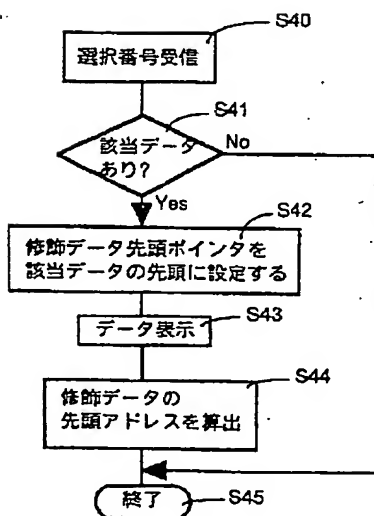 S40
選択番号受信
S41
該当データ
あり?
No
Yes
S42
修飾データ先頭ポインタを
該当データの先頭に設定する
S43
データ表示
S44
修飾データの
先頭アドレスを算出
終了
S45